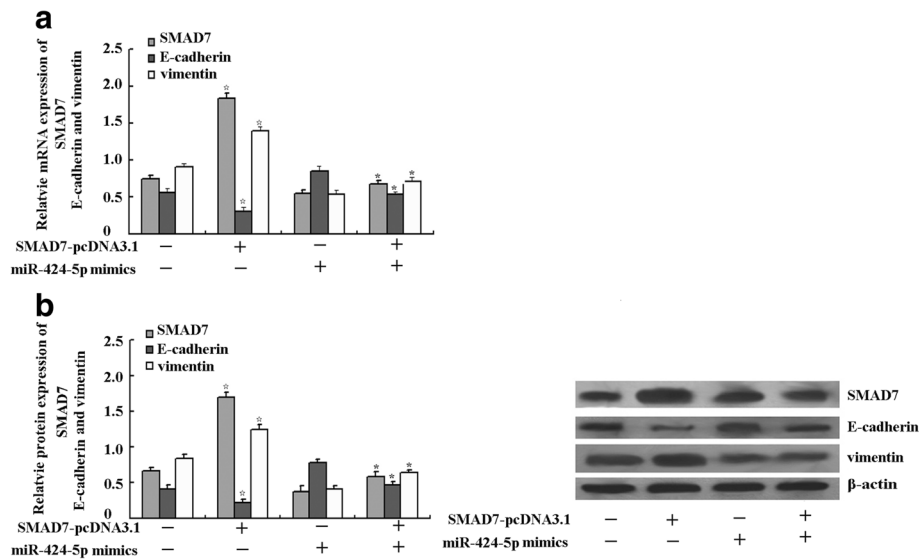 a
Relatvie mRNA expression of
SMAD7
E-cadherin and vimentin
SMAD7
E-cadherin
vimentin
2.5
2.0
1.5
1.0
0.5
0
☆ ☆ ☆ * * *
SMAD7-pcDNA3.1 − + − +
miR-424-5p mimics − − + +
b
Relatvie protein expression of
SMAD7
E-cadherin and vimentin
SMAD7
E-cadherin
vimentin
2.5
2.0
1.5
1.0
0.5
0
☆ ☆ ☆ * * *
SMAD7-pcDNA3.1 − + − +
miR-424-5p mimics − − + +
SMAD7
E-cadherin
vimentin
β-actin
SMAD7-pcDNA3.1 − + − +
miR-424-5p mimics − − + +